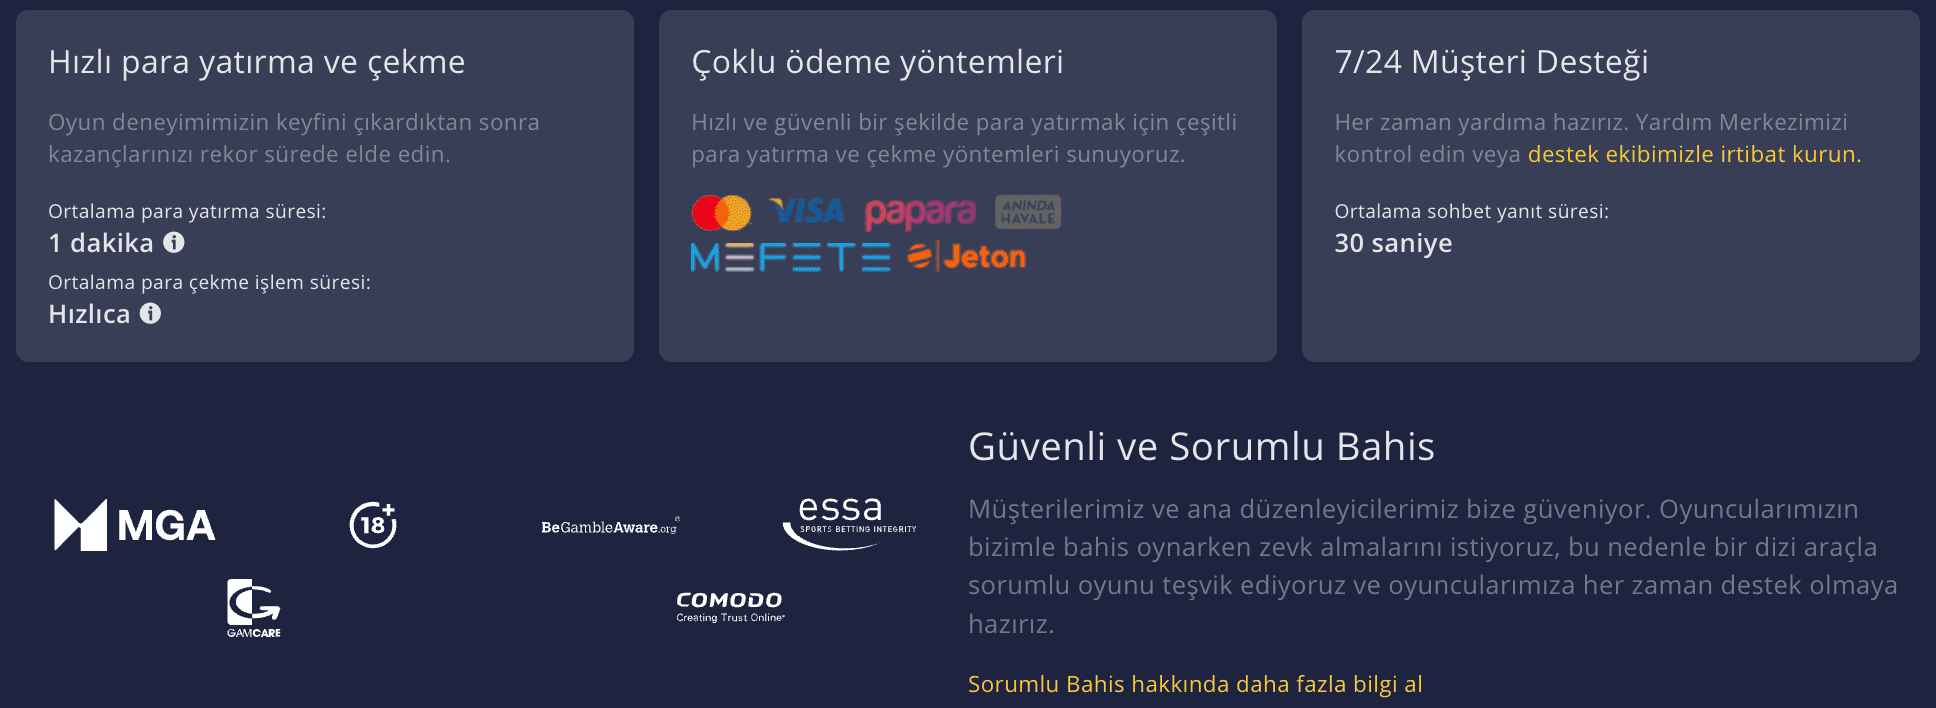 Hızlı para yatırma ve çekme
Oyun deneyimimizin keyfini çıkardıktan sonra
kazançlarınızı rekor sürede elde edin.
Ortalama para yatırma süresi:
1 dakika
Ortalama para çekme işlem süresi:
Hızlıca
Çoklu ödeme yöntemleri
Hızlı ve güvenli bir şekilde para yatırmak için çeşitli
para yatırma ve çekme yöntemleri sunuyoruz.
VISA papara ANINDA
HAVALE
MEFETE Jeton
7/24 Müşteri Desteği
Her zaman yardıma hazırız. Yardım Merkezimizi
kontrol edin veya destek ekibimizle irtibat kurun.
Ortalama sohbet yanıt süresi:
30 saniye
MGA
18+
BeGambleAware.org®
essa
SPORTS BETTING INTEGRITY
G
GAMCARE
COMODO
Creating Trust Online®
Güvenli ve Sorumlu Bahis
Müşterilerimiz ve ana düzenleyicilerimiz bize güveniyor. Oyuncularımızın
bizimle bahis oynarken zevk almalarını istiyoruz, bu nedenle bir dizi araçla
sorumlu oyunu teşvik ediyoruz ve oyuncularımıza her zaman destek olmaya
hazırız.
Sorumlu Bahis hakkında daha fazla bilgi al